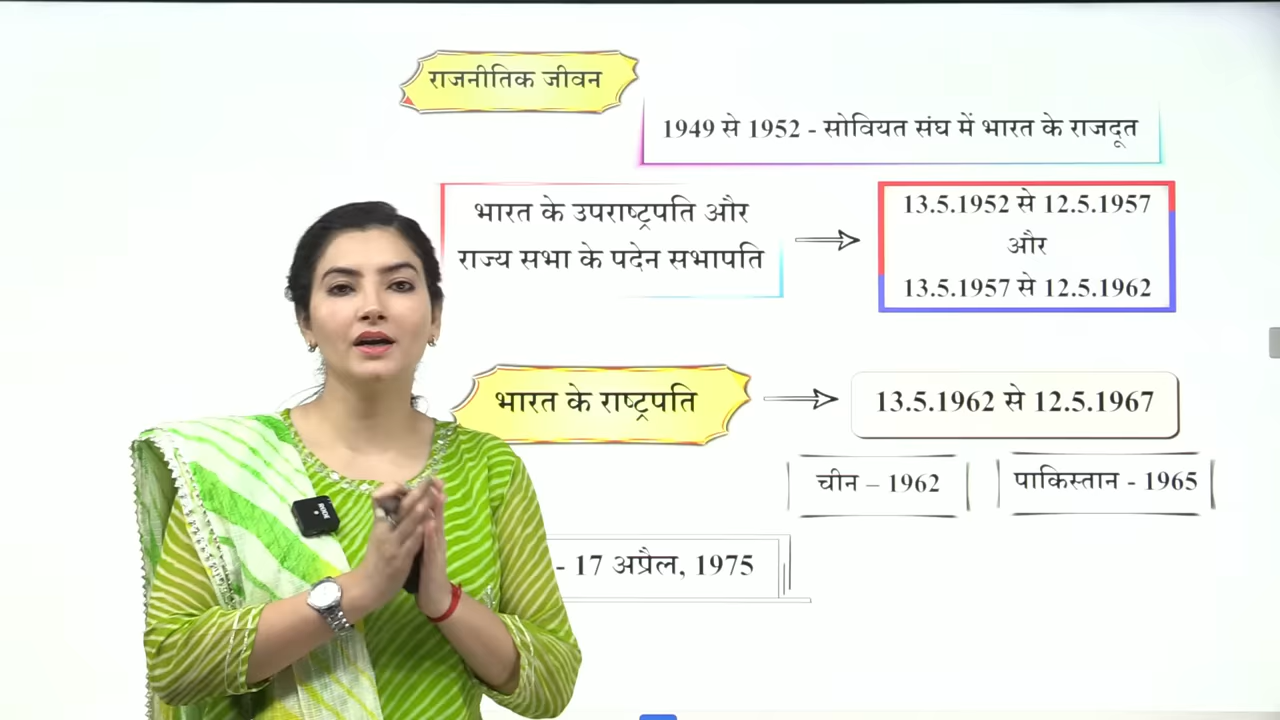 राजनीतिक जीवन
1949 से 1952 - सोवियत संघ में भारत के राजदूत
भारत के उपराष्ट्रपति और
राज्य सभा के पदेन सभापति
13.5.1952 से 12.5.1957
और
13.5.1957 से 12.5.1962
भारत के राष्ट्रपति
13.5.1962 से 12.5.1967
चीन – 1962
पाकिस्तान - 1965
- 17 अप्रैल, 1975
RODE